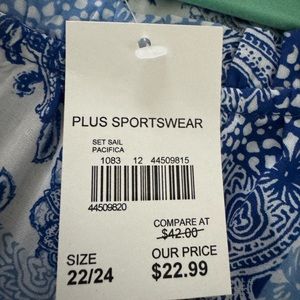 PLUS SPORTSWEAR
SET SAIL
PACIFICA
1083 12 44509815
44509820
COMPARE AT
$42.00
SIZE OUR PRICE
22/24 $22.99